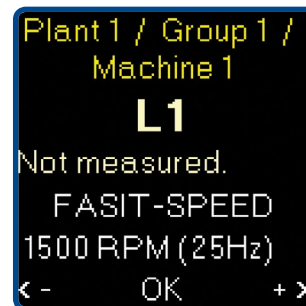 Plant 1 / Group 1 /
Machine 1
L1
Not measured.
FASIT-SPEED
1500 RPM (25Hz)
< - OK + >